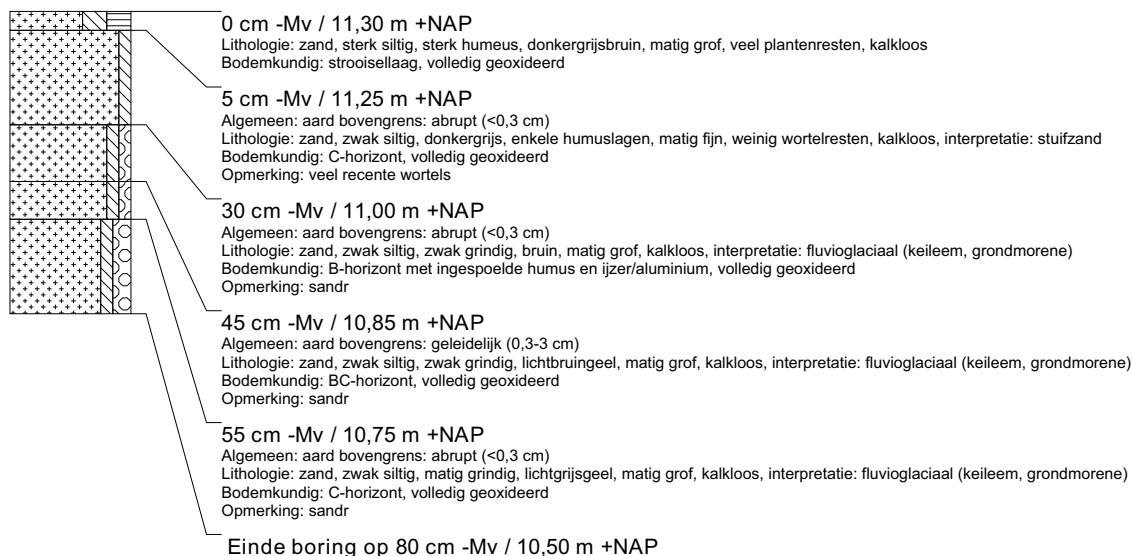 0 cm -Mv / 11,30 m +NAP
Lithologie: zand, sterk siltig, sterk humeus, donkergrijsbruin, matig grof, veel plantenresten, kalkloos
Bodemkundig: strooisellaag, volledig geoxideerd
5 cm -Mv / 11,25 m +NAP
Algemeen: aard bovengrens: abrupt (<0,3 cm)
Lithologie: zand, zwak siltig, donkergrijs, enkele humuslagen, matig fijn, weinig wortelresten, kalkloos, interpretatie: stuifzand
Bodemkundig: C-horizont, volledig geoxideerd
Opmerking: veel recente wortels
30 cm -Mv / 11,00 m +NAP
Algemeen: aard bovengrens: abrupt (<0,3 cm)
Lithologie: zand, zwak siltig, zwak grindig, bruin, matig grof, kalkloos, interpretatie: fluvioglaciaal (keileem, grondmorene)
Bodemkundig: B-horizont met ingespoelde humus en ijzer/aluminium, volledig geoxideerd
Opmerking: sandr
45 cm -Mv / 10,85 m +NAP
Algemeen: aard bovengrens: geleidelijk (0,3-3 cm)
Lithologie: zand, zwak siltig, zwak grindig, lichtbruingeel, matig grof, kalkloos, interpretatie: fluvioglaciaal (keileem, grondmorene)
Bodemkundig: BC-horizont, volledig geoxideerd
Opmerking: sandr
55 cm -Mv / 10,75 m +NAP
Algemeen: aard bovengrens: abrupt (<0,3 cm)
Lithologie: zand, zwak siltig, matig grindig, lichtgrijsgeel, matig grof, kalkloos, interpretatie: fluvioglaciaal (keileem, grondmorene)
Bodemkundig: C-horizont, volledig geoxideerd
Opmerking: sandr
Einde boring op 80 cm -Mv / 10,50 m +NAP